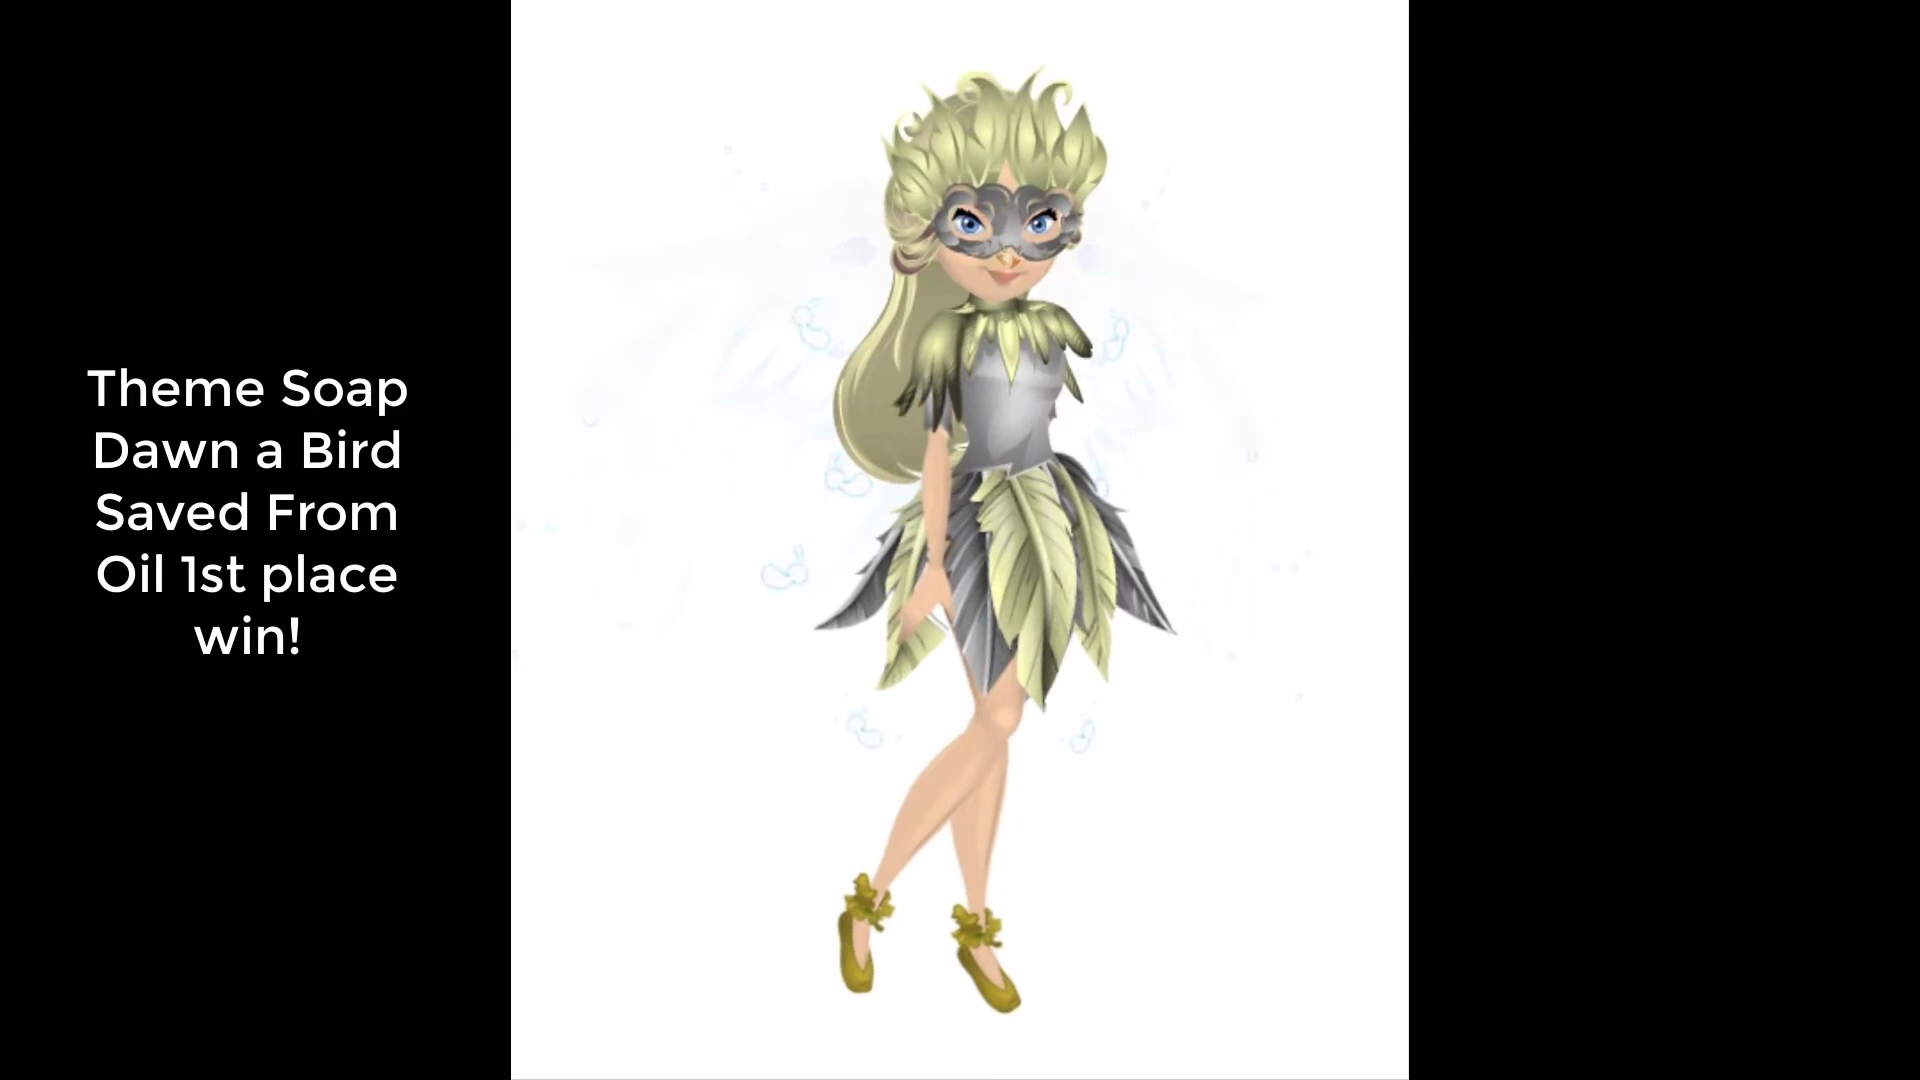 Theme Soap
Dawn a Bird
Saved From
Oil 1st place
win!